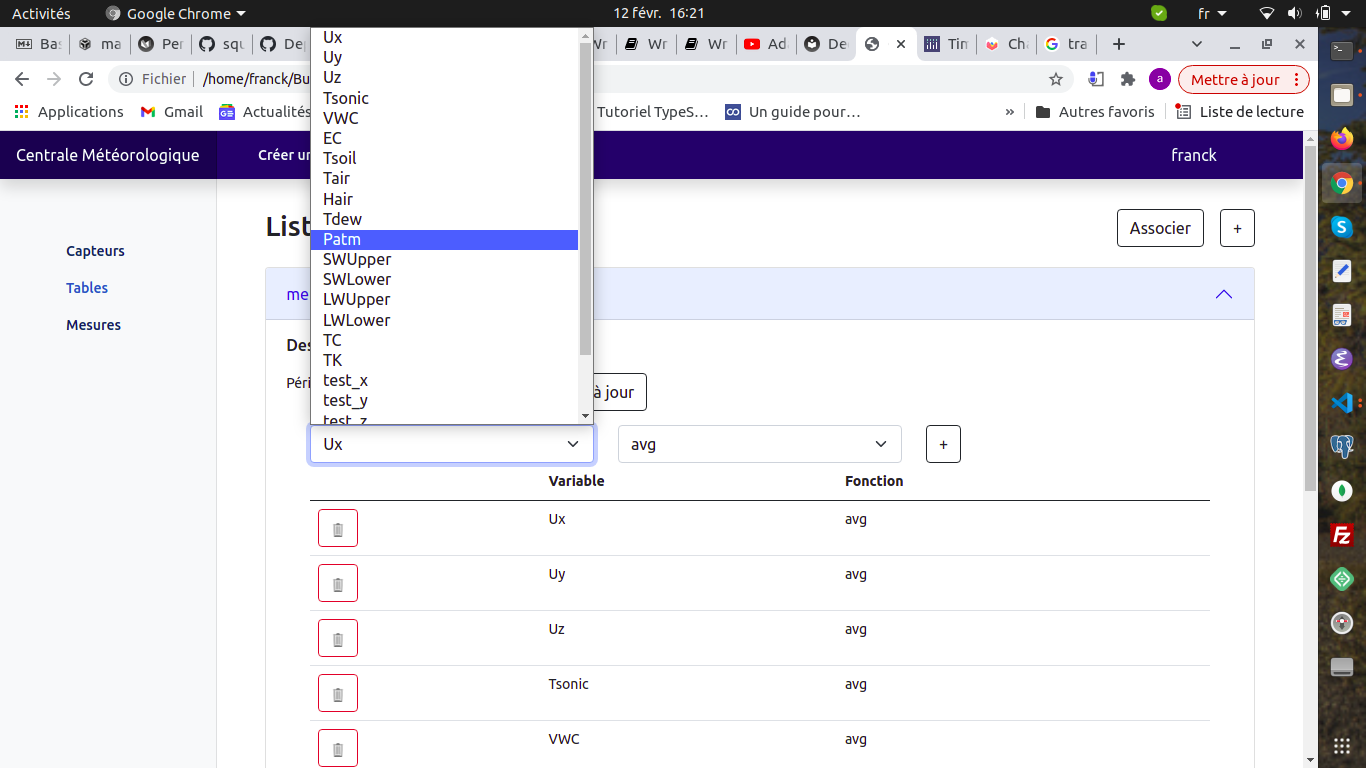 Activités
Google Chrome
12 févr. 16:21
fr
Bas
ma
Per
squ
Dep
Wr
Wr
Ada
De
Tim
Cha
tra
Fichier
/home/franck/Bu
a
Mettre à jour
Applications
Gmail
Actualités
Tutoriel TypeS…
Un guide pour…
»
Autres favoris
Liste de lecture
Centrale Météorologique
Créer un
franck
Capteurs
Tables
Mesures
List
Associer
+
me
Des
Péri
à jour
Ux
Uy
Uz
Tsonic
VWC
EC
Tsoil
Tair
Hair
Tdew
Patm
SWUpper
SWLower
LWUpper
LWLower
TC
TK
test_x
test_y
test_z
Ux
avg
+
Variable
Fonction
Ux
avg
Uy
avg
Uz
avg
Tsonic
avg
VWC
avg